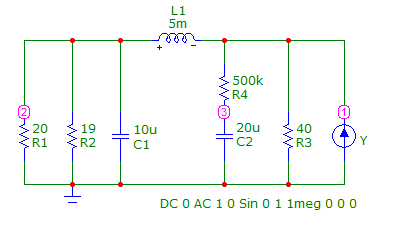 L1
5m
+ -
500k
R4
2
3
1
20
R1
19
R2
10u
C1
20u
C2
40
R3
Y
DC 0 AC 1 0 Sin 0 1 1meg 0 0 0